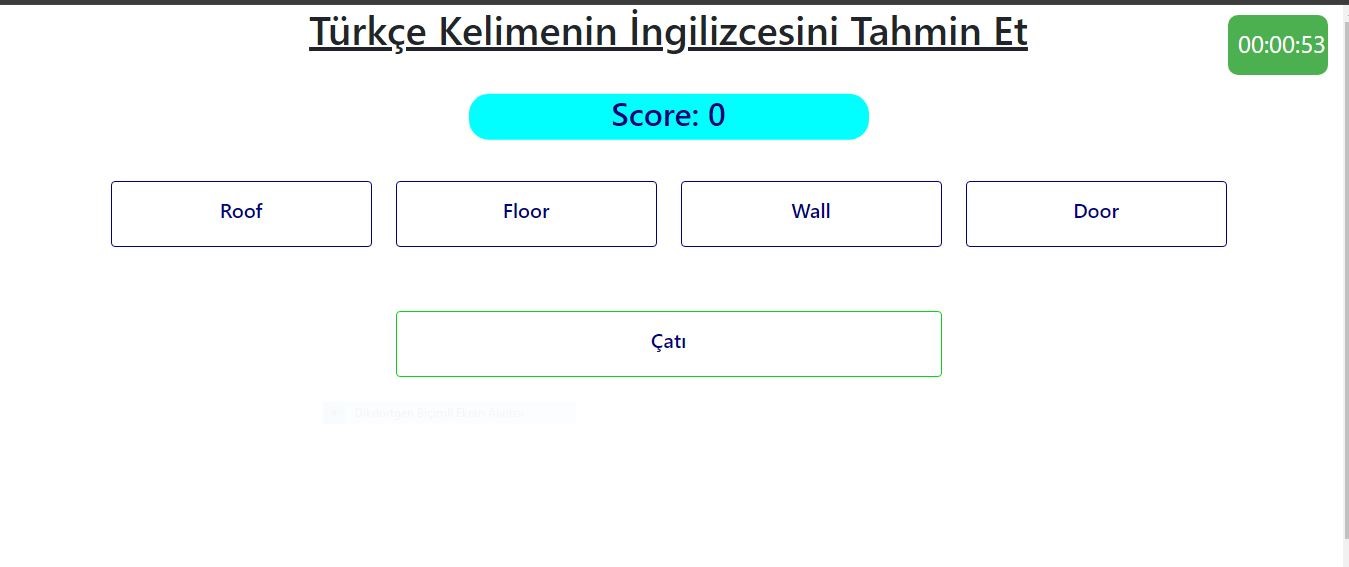 Türkçe Kelimenin İngilizcesini Tahmin Et
00:00:53
Score: 0
Roof
Floor
Wall
Door
Çatı
Dikdörtgen Biçimli Ekran Alıntısı